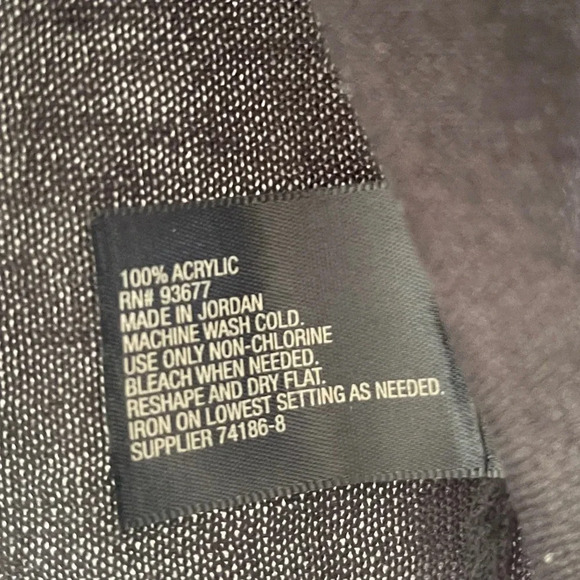 100% ACRYLIC
RN# 93677
MADE IN JORDAN
MACHINE WASH COLD.
USE ONLY NON-CHLORINE
BLEACH WHEN NEEDED.
RESHAPE AND DRY FLAT.
IRON ON LOWEST SETTING AS NEEDED.
SUPPLIER 74186-8